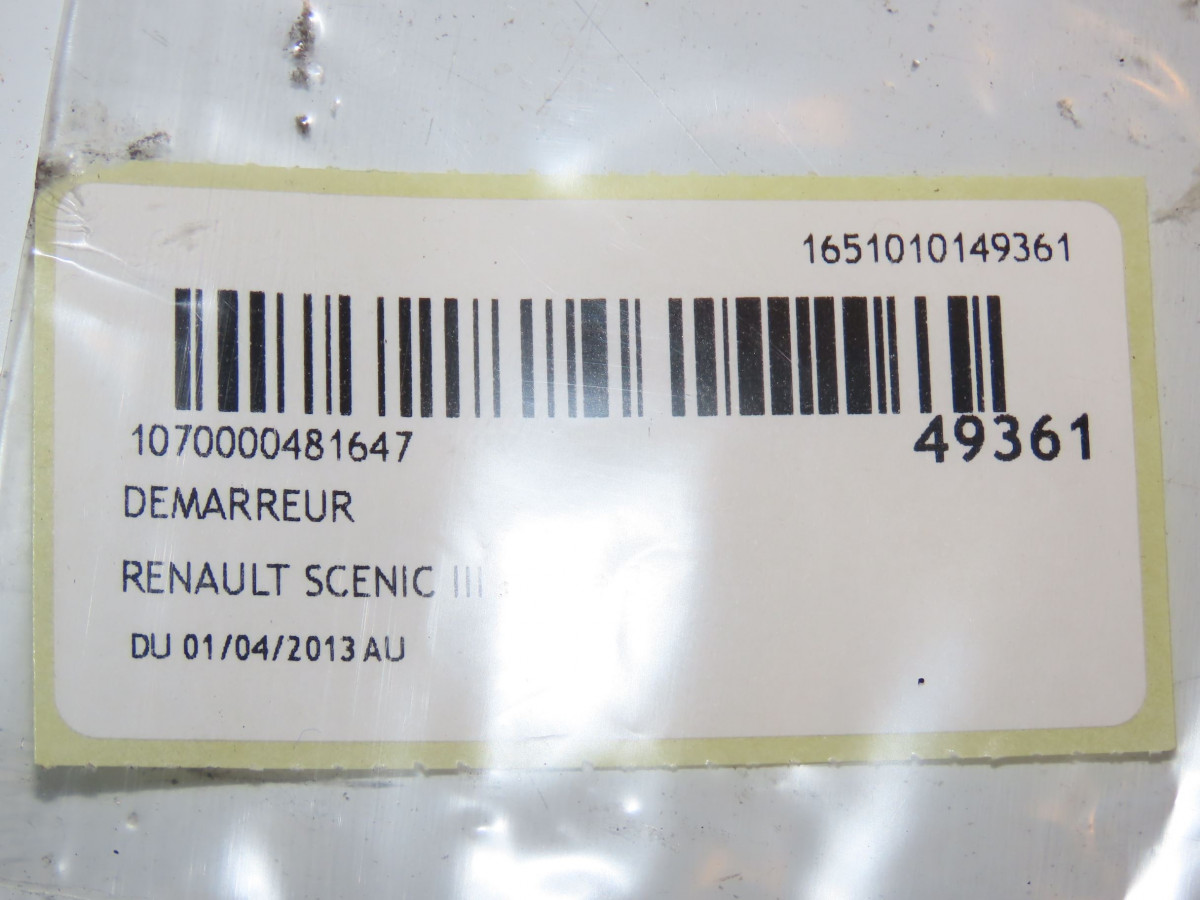 1651010149361
1070000481647
49361
DEMARREUR
RENAULT SCENIC III
DU 01/04/2013 AU